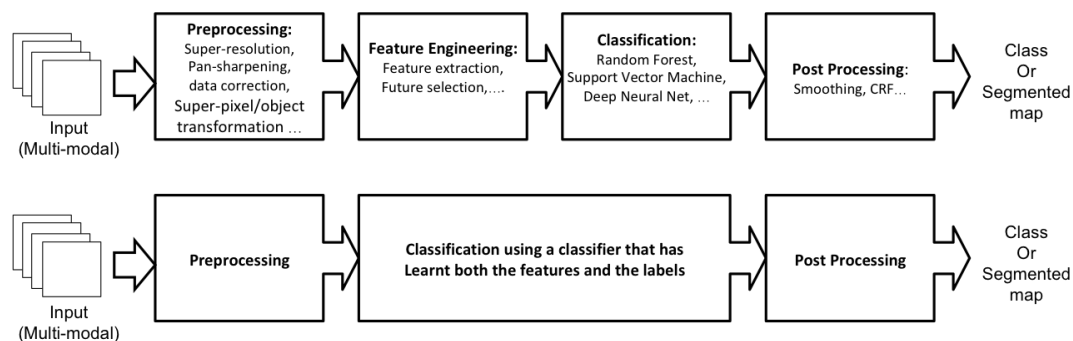 Preprocessing:
Super-resolution,
Pan-sharpening,
data correction,
Super-pixel/object
transformation ...
Feature Engineering:
Feature extraction,
Future selection,....
Classification:
Random Forest,
Support Vector Machine,
Deep Neural Net, ...
Post Processing:
Smoothing, CRF...
Class
Or
Segmented
map
Input
(Multi-modal)
Preprocessing
Classification using a classifier that has
Learnt both the features and the labels
Post Processing
Class
Or
Segmented
map
Input
(Multi-modal)